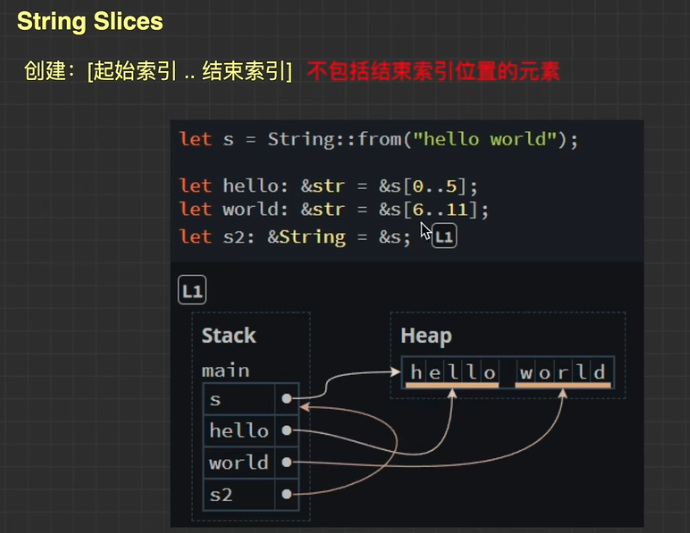 String Slices
创建：[起始索引 .. 结束索引] 不包括结束索引位置的元素
let s = String::from("hello world");
let hello: &str = &s[0..5];
let world: &str = &s[6..11];
let s2: &String = &s; L1
L1
Stack
Heap
main
hello world
s
hello
world
s2